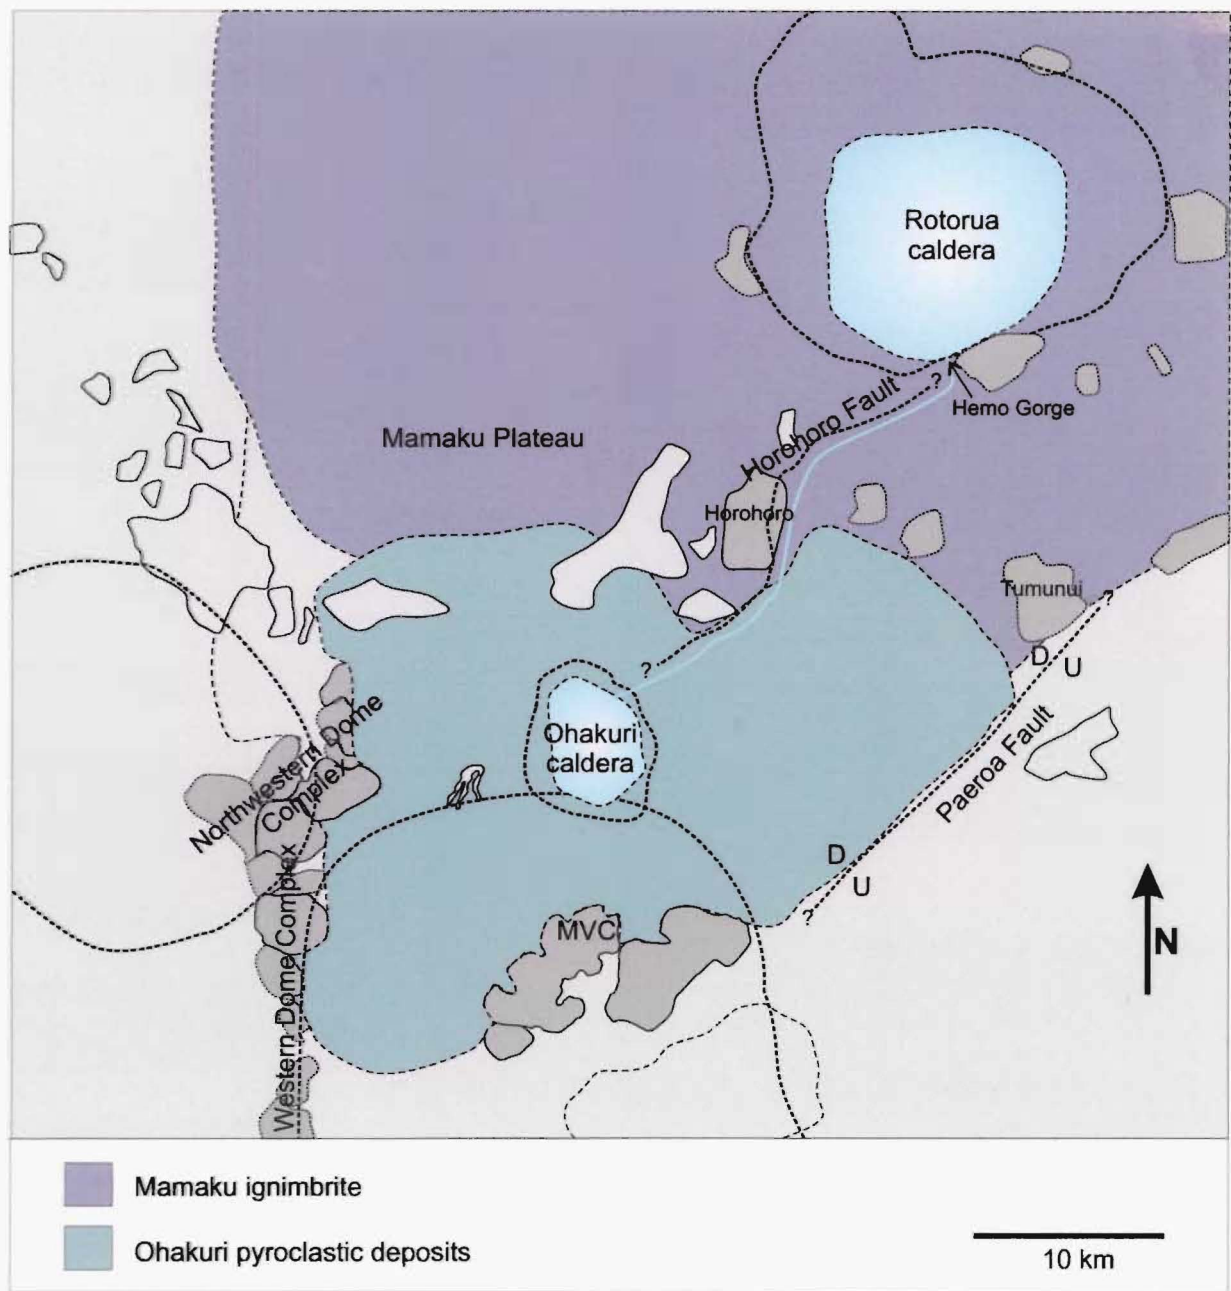 Rotorua
caldera
Hemo Gorge
?
Horohoro Fault
Mamaku Plateau
Horohoro
Tumunui
?
D
U
?
Ohakuri
caldera
Northwestern Dome
Complex
Paeroa Fault
D
U
?
MVC
N
Western Dome Complex
Mamaku ignimbrite
Ohakuri pyroclastic deposits
10 km